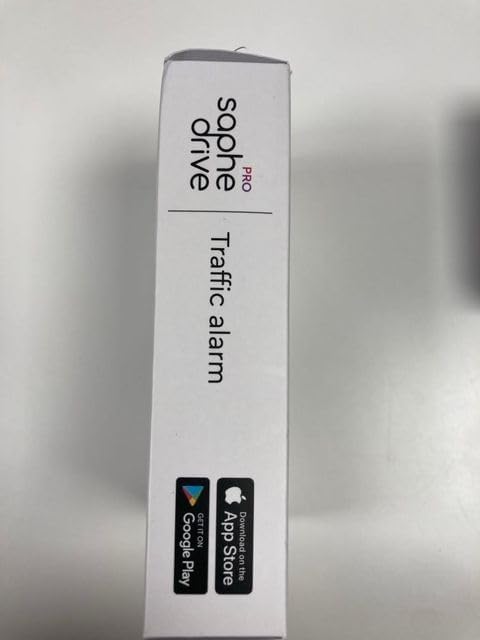 saphe PRO
drive
Traffic alarm
Download on the
App Store
GET IT ON
Google Play